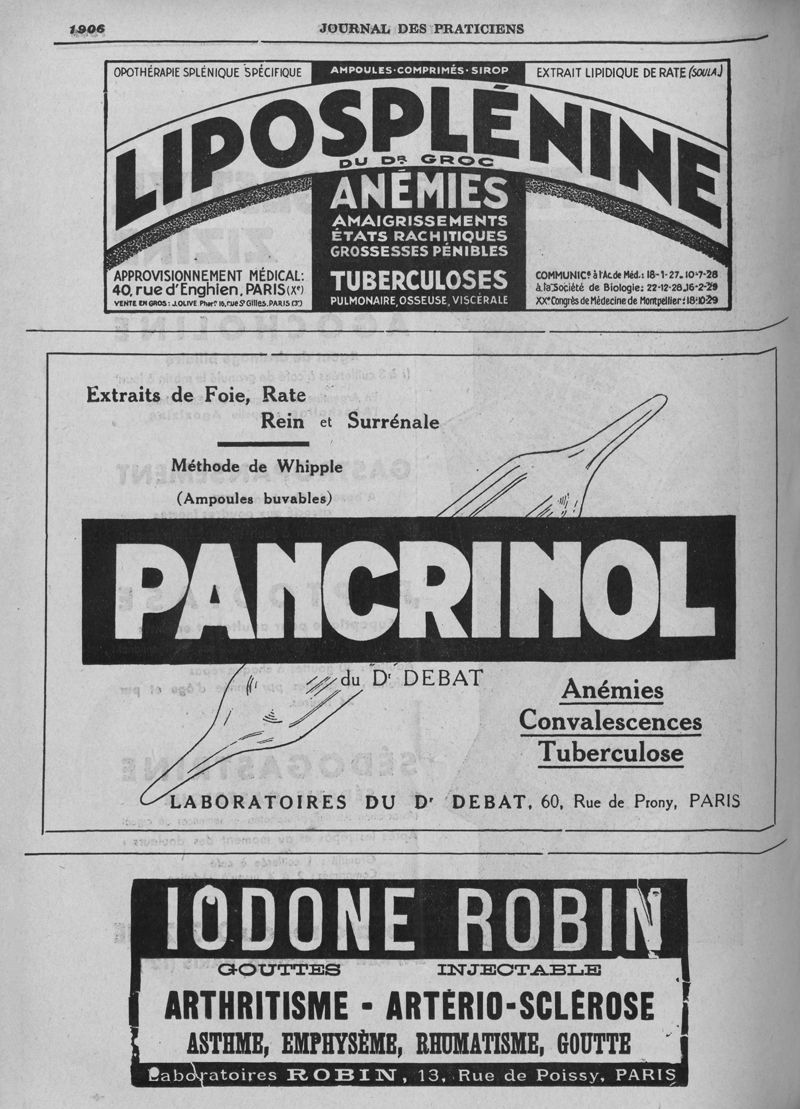 1906
JOURNAL DES PRATICIENS
OPOTHÉRAPIE SPLÉNIQUE SPÉCIFIQUE
AMPOULES·COMPRIMÉS·SIROP
EXTRAIT LIPIDIQUE DE RATE (SOULA)
LIPOSPLÉNINE
DU DR GROC
ANÉMIES
AMAIGRISSEMENTS
ÉTATS RACHITIQUES
GROSSESSES PÉNIBLES
TUBERCULOSES
PULMONAIRE, OSSEUSE, VISCÉRALE
APPROVISIONNEMENT MÉDICAL:
40, rue d'Enghien, PARIS (Xe)
VENTE EN GROS: J. OLIVE Pharn 16, rue St Gilles, PARIS (3e)
COMMUNICs à l'Ac. de Méd.: 18-1-27. 10-7-28
à la Société de Biologie: 22-12-28, 16-2-29
XXe Congrès de Médecine de Montpellier: 18-10-29
Extraits de Foie, Rate
Rein et Surrénale
Méthode de Whipple
(Ampoules buvables)
PANCRINOL
du Dr DEBAT
Anémies
Convalescences
Tuberculose
LABORATOIRES DU Dr DEBAT, 60, Rue de Prony, PARIS
IODONE ROBIN
GOUTTES INJECTABLE
ARTHRITISME - ARTÉRIO-SCLÉROSE
ASTHME, EMPHYSÈME, RHUMATISME, GOUTTE
Laboratoires ROBIN, 13, Rue de Poissy, PARIS